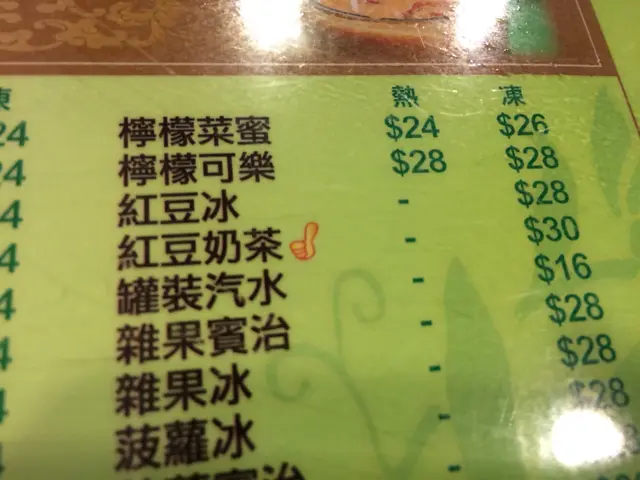 熱 凍
檸檬菜蜜 $24 $26
檸檬可樂 $28 $28
紅豆冰 - $28
紅豆奶茶 - $30
罐裝汽水 - $16
雜果賓治 - $28
雜果冰 - $28
菠蘿冰 - $28